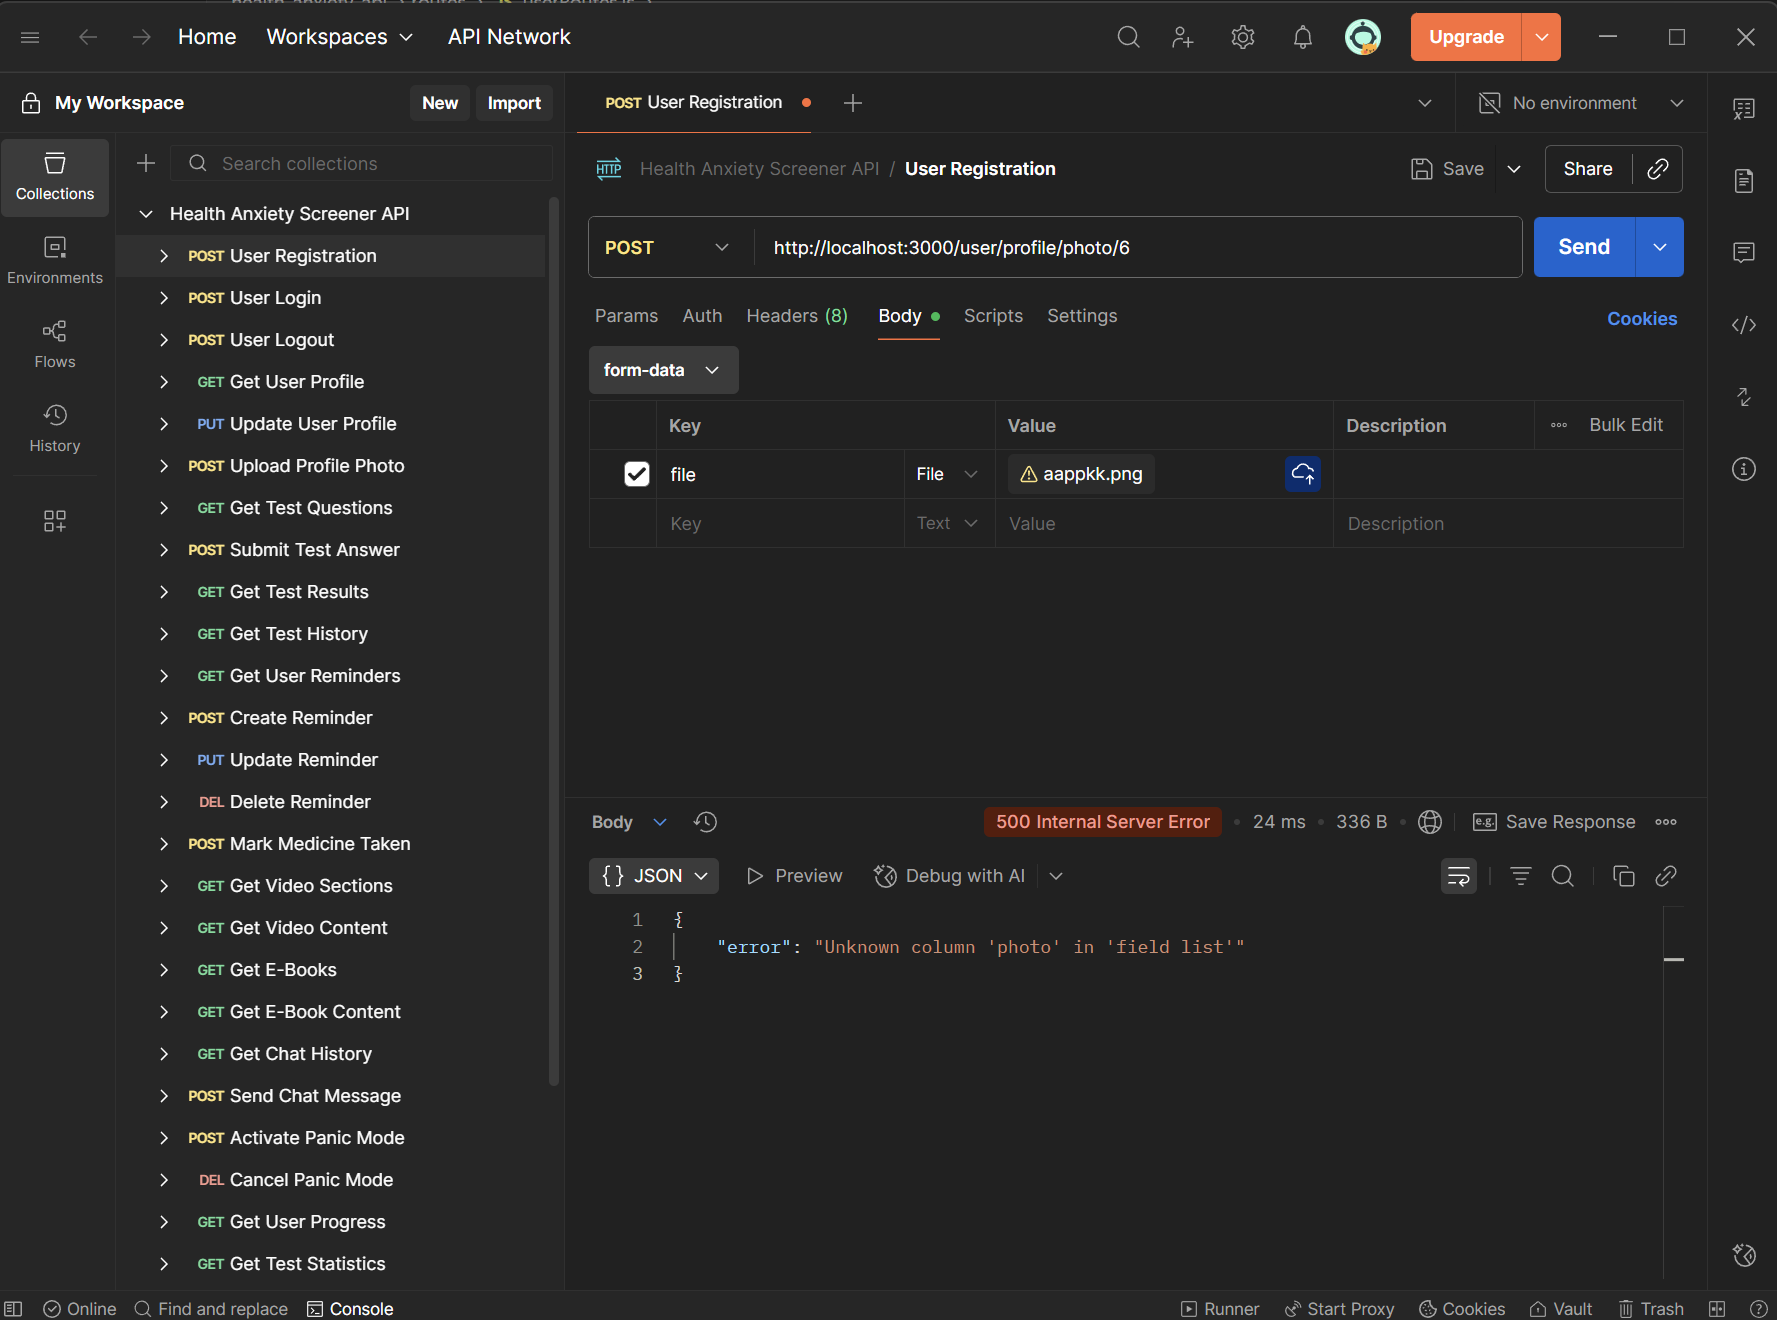 Home
Workspaces
API Network
Upgrade
My Workspace
New
Import
POST User Registration
No environment
Collections
Environments
Flows
History
Search collections
Health Anxiety Screener API
POST User Registration
POST User Login
POST User Logout
GET Get User Profile
PUT Update User Profile
POST Upload Profile Photo
GET Get Test Questions
POST Submit Test Answer
GET Get Test Results
GET Get Test History
GET Get User Reminders
POST Create Reminder
PUT Update Reminder
DEL Delete Reminder
POST Mark Medicine Taken
GET Get Video Sections
GET Get Video Content
GET Get E-Books
GET Get E-Book Content
GET Get Chat History
POST Send Chat Message
POST Activate Panic Mode
DEL Cancel Panic Mode
GET Get User Progress
GET Get Test Statistics
HTTP Health Anxiety Screener API / User Registration
Save
Share
POST
http://localhost:3000/user/profile/photo/6
Send
Params
Auth
Headers (8)
Body
Scripts
Settings
Cookies
form-data
Key
Value
Description
Bulk Edit
file
File
aappkk.png
Key
Text
Value
Description
Body
500 Internal Server Error
24 ms
336 B
e.g. Save Response
{} JSON
Preview
Debug with AI
1 {
2 "error": "Unknown column 'photo' in 'field list'"
3 }
Online
Find and replace
Console
Runner
Start Proxy
Cookies
Vault
Trash